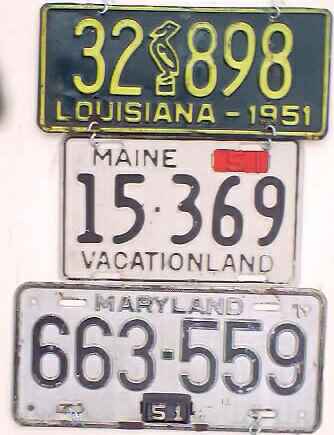 32 898
LOUISIANA - 1951
MAINE 51
15·369
VACATIONLAND
MARYLAND
663-559
51